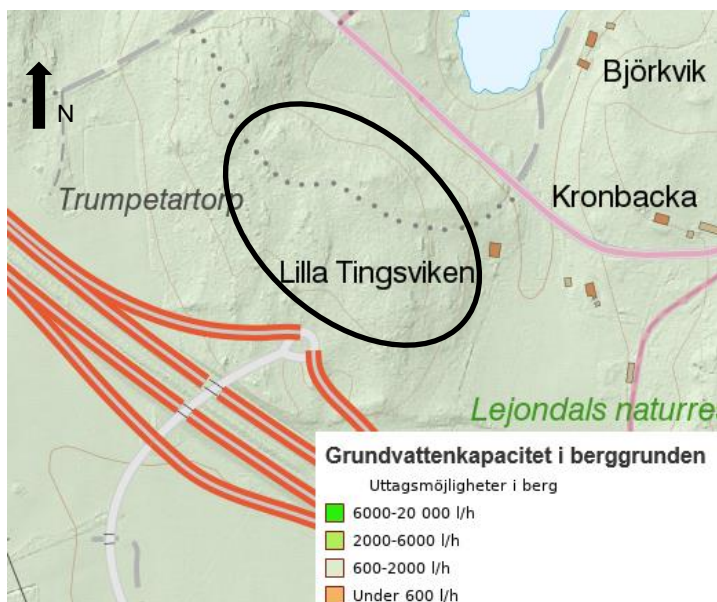 N
Björkvik
Trumpetartorp
Kronbacka
Lilla Tingsviken
Lejondals naturre
Grundvattenkapacitet i berggrunden
Uttagsmöjligheter i berg
6000-20 000 l/h
2000-6000 l/h
600-2000 l/h
Under 600 l/h